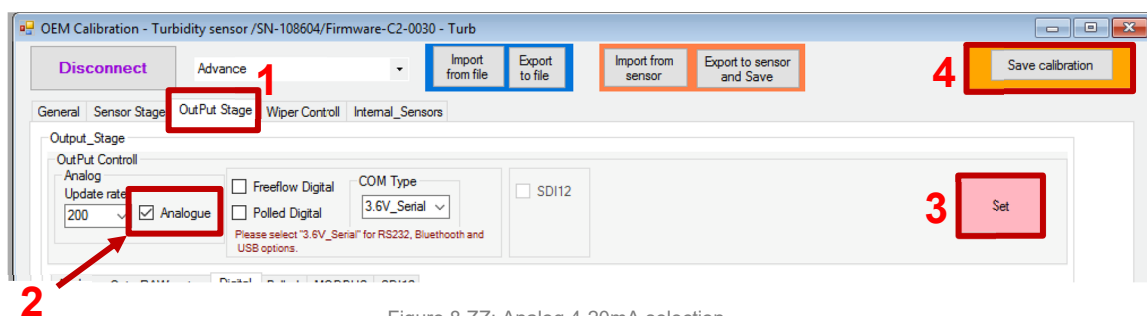 OEM Calibration - Turbidity sensor /SN-108604/Firmware-C2-0030 - Turb
Disconnect
Advance
Import from file
Export to file
Import from sensor
Export to sensor and Save
4
Save calibration
1
General Sensor Stage OutPut Stage Wiper Controll Internal_Sensors
Output_Stage
OutPut Controll
Analog
Update rate
200
Analogue
Freeflow Digital
Polled Digital
COM Type
3.6V_Serial
Please select "3.6V_Serial" for RS232, Bluethooth and
USB options.
SDI12
3
Set
2
Digital